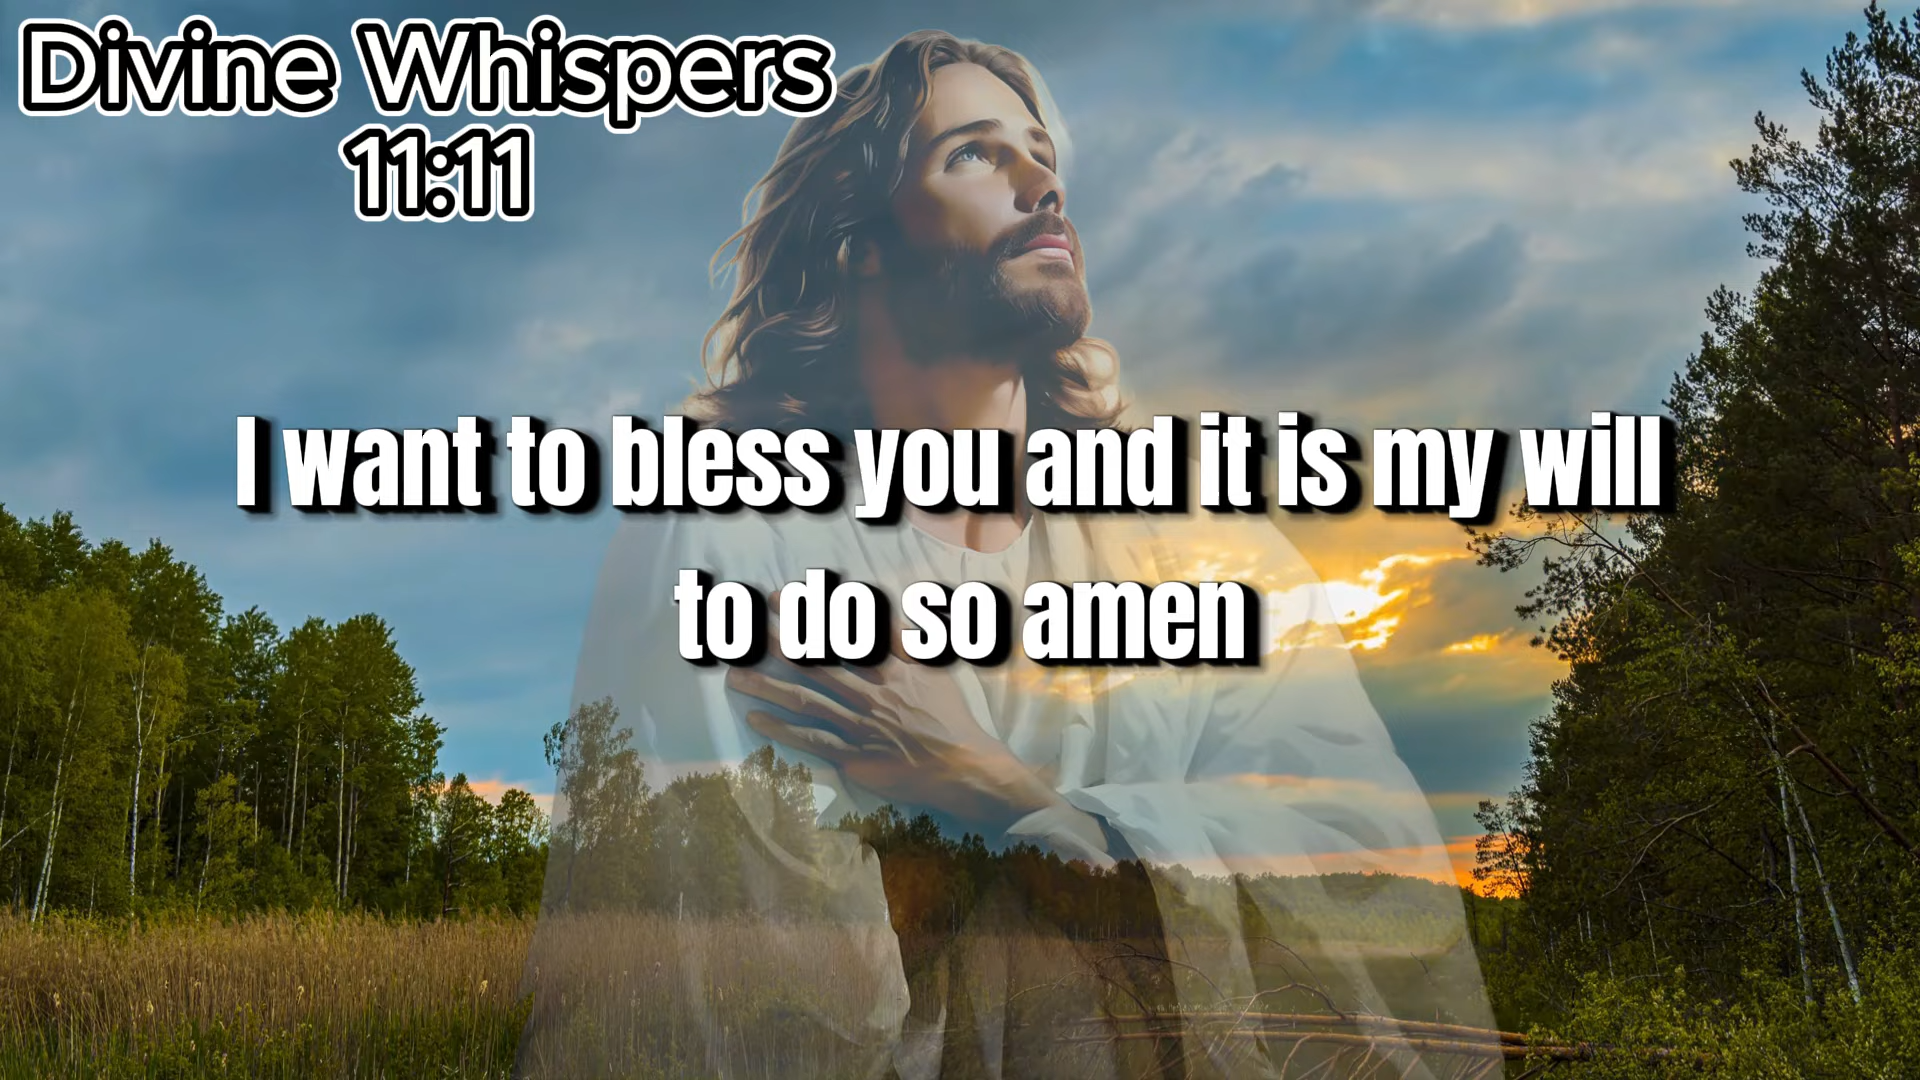 Divine Whispers
11:11
I want to bless you and it is my will
to do so amen